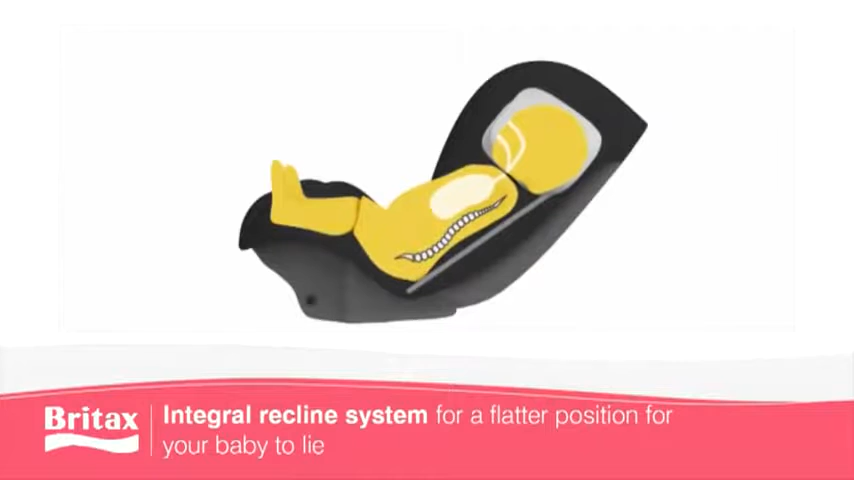 Britax
Integral recline system for a flatter position for
your baby to lie